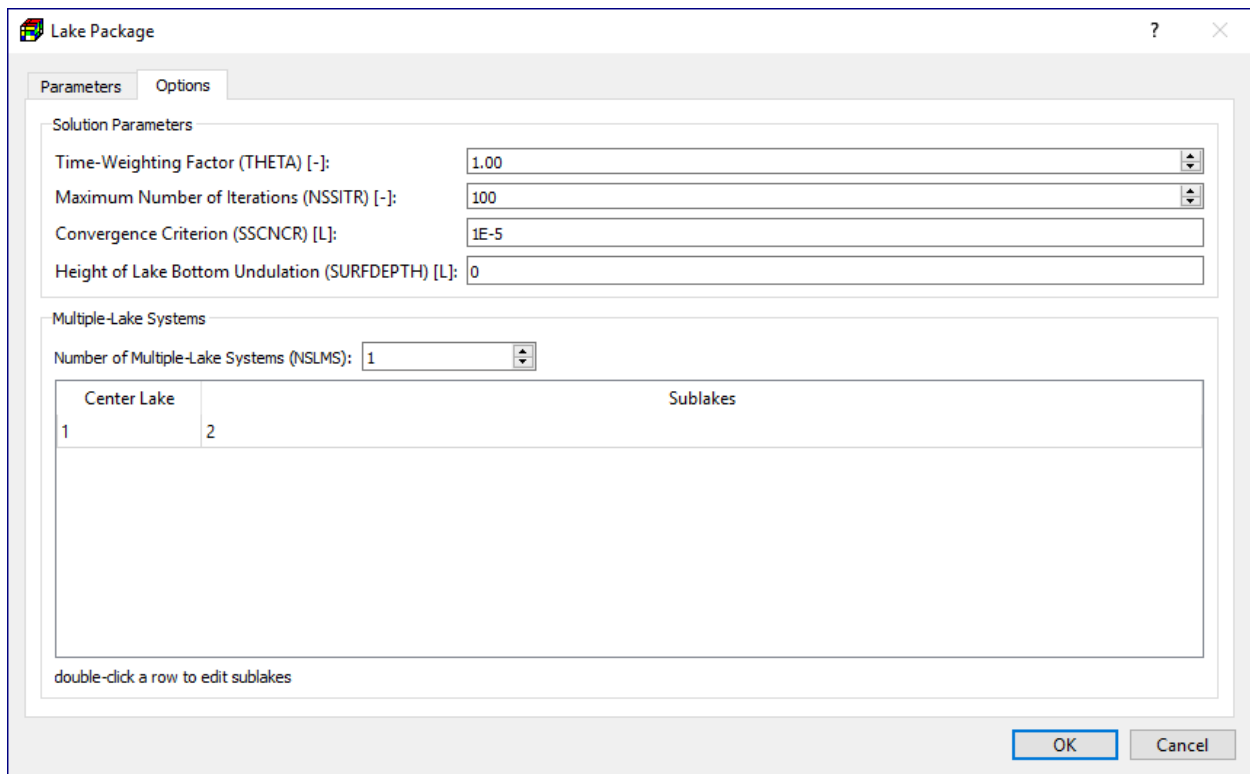 Lake Package ?
Parameters Options
Solution Parameters
Time-Weighting Factor (THETA) [-]: 1.00
Maximum Number of Iterations (NSSITR) [-]: 100
Convergence Criterion (SSCNCR) [L]: 1E-5
Height of Lake Bottom Undulation (SURFDEPTH) [L]: 0
Multiple-Lake Systems
Number of Multiple-Lake Systems (NSLMS): 1
Center Lake Sublakes
1 2
double-click a row to edit sublakes
OK Cancel